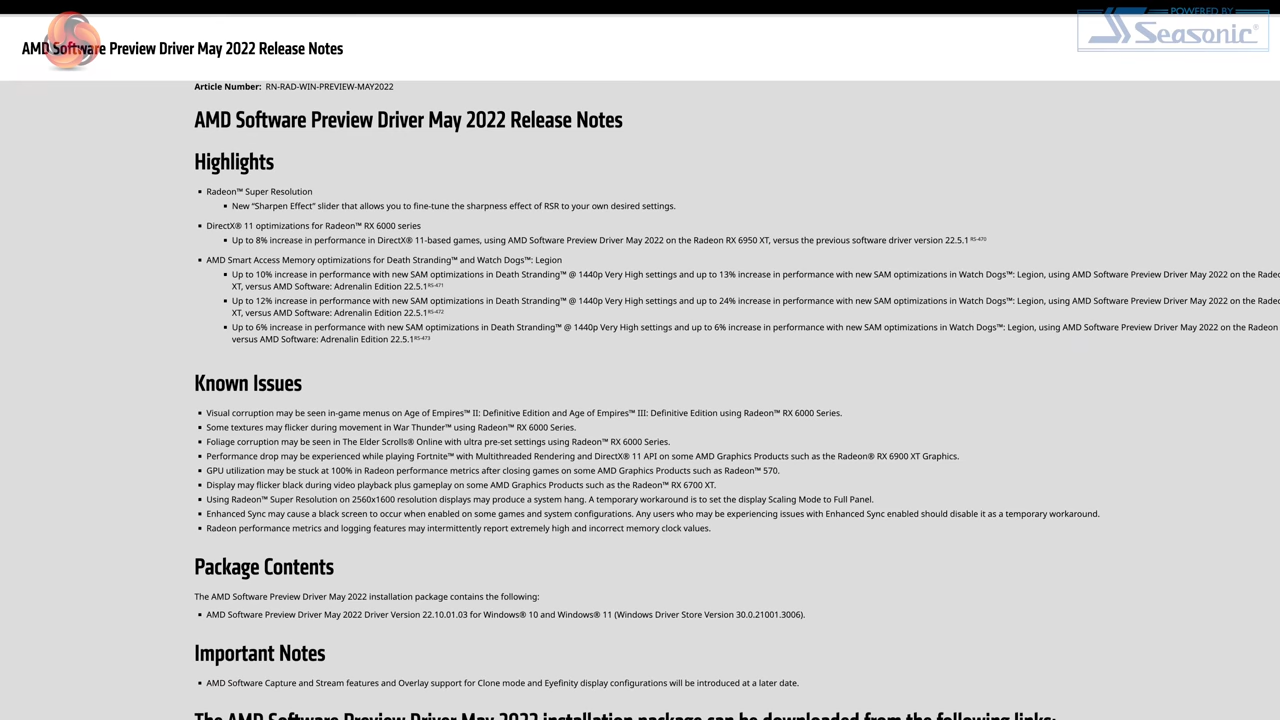 POWERED BY
Seasonic®
AMD Software Preview Driver May 2022 Release Notes
Article Number: RN-RAD-WIN-PREVIEW-MAY2022
AMD Software Preview Driver May 2022 Release Notes
Highlights
▪ Radeon™ Super Resolution
▪ New “Sharpen Effect” slider that allows you to fine-tune the sharpness effect of RSR to your own desired settings.
▪ DirectX® 11 optimizations for Radeon™ RX 6000 series
▪ Up to 8% increase in performance in DirectX® 11-based games, using AMD Software Preview Driver May 2022 on the Radeon RX 6950 XT, versus the previous software driver version 22.5.1 RS-470
▪ AMD Smart Access Memory optimizations for Death Stranding™ and Watch Dogs™: Legion
▪ Up to 10% increase in performance with new SAM optimizations in Death Stranding™ @ 1440p Very High settings and up to 13% increase in performance with new SAM optimizations in Watch Dogs™: Legion, using AMD Software Preview Driver May 2022 on the
XT, versus AMD Software: Adrenalin Edition 22.5.1 RS-471
▪ Up to 12% increase in performance with new SAM optimizations in Death Stranding™ @ 1440p Very High settings and up to 24% increase in performance with new SAM optimizations in Watch Dogs™: Legion, using AMD Software Preview Driver May 2022 on the
XT, versus AMD Software: Adrenalin Edition 22.5.1 RS-472
▪ Up to 6% increase in performance with new SAM optimizations in Death Stranding™ @ 1440p Very High settings and up to 6% increase in performance with new SAM optimizations in Watch Dogs™: Legion, using AMD Software Preview Driver May 2022 on the Radeon
versus AMD Software: Adrenalin Edition 22.5.1 RS-473
Known Issues
▪ Visual corruption may be seen in-game menus on Age of Empires™ II: Definitive Edition and Age of Empires™ III: Definitive Edition using Radeon™ RX 6000 Series.
▪ Some textures may flicker during movement in War Thunder™ using Radeon™ RX 6000 Series.
▪ Foliage corruption may be seen in The Elder Scrolls® Online with ultra pre-set settings using Radeon™ RX 6000 Series.
▪ Performance drop may be experienced while playing Fortnite™ with Multithreaded Rendering and DirectX® 11 API on some AMD Graphics Products such as the Radeon® RX 6900 XT Graphics.
▪ GPU utilization may be stuck at 100% in Radeon performance metrics after closing games on some AMD Graphics Products such as Radeon™ 570.
▪ Display may flicker black during video playback plus gameplay on some AMD Graphics Products such as the Radeon™ RX 6700 XT.
▪ Using Radeon™ Super Resolution on 2560x1600 resolution displays may produce a system hang. A temporary workaround is to set the display Scaling Mode to Full Panel.
▪ Enhanced Sync may cause a black screen to occur when enabled on some games and system configurations. Any users who may be experiencing issues with Enhanced Sync enabled should disable it as a temporary workaround.
▪ Radeon performance metrics and logging features may intermittently report extremely high and incorrect memory clock values.
Package Contents
The AMD Software Preview Driver May 2022 installation package contains the following:
▪ AMD Software Preview Driver May 2022 Driver Version 22.10.01.03 for Windows® 10 and Windows® 11 (Windows Driver Store Version 30.0.21001.3006).
Important Notes
▪ AMD Software Capture and Stream features and Overlay support for Clone mode and Eyefinity display configurations will be introduced at a later date.
The AMD Software Preview Driver May 2022 installation package can be downloaded from the following links: